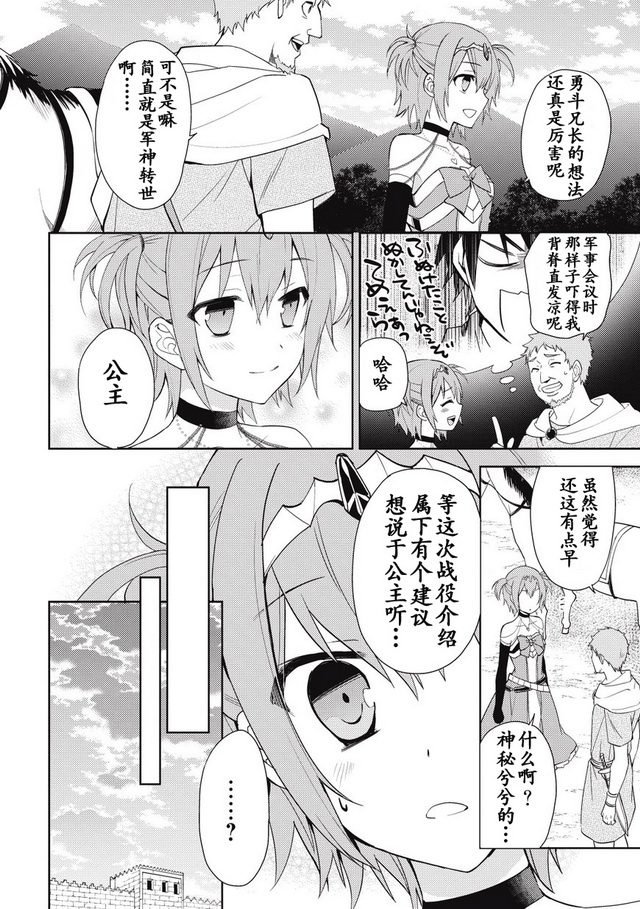 勇斗兄长的想法
还真是厉害呢
可不是嘛
简直就是军神转世
啊……
军事会议时
那样子吓得我
背脊直发凉呢
ふぬけたこと
ぬかしてんじゃねえぞ
てめえらあっ
哈哈
公主
虽然觉得
还这有点早
等这次战役介绍
属下有个建议
想说于公主听…
什么啊？
神秘兮兮的…
……？